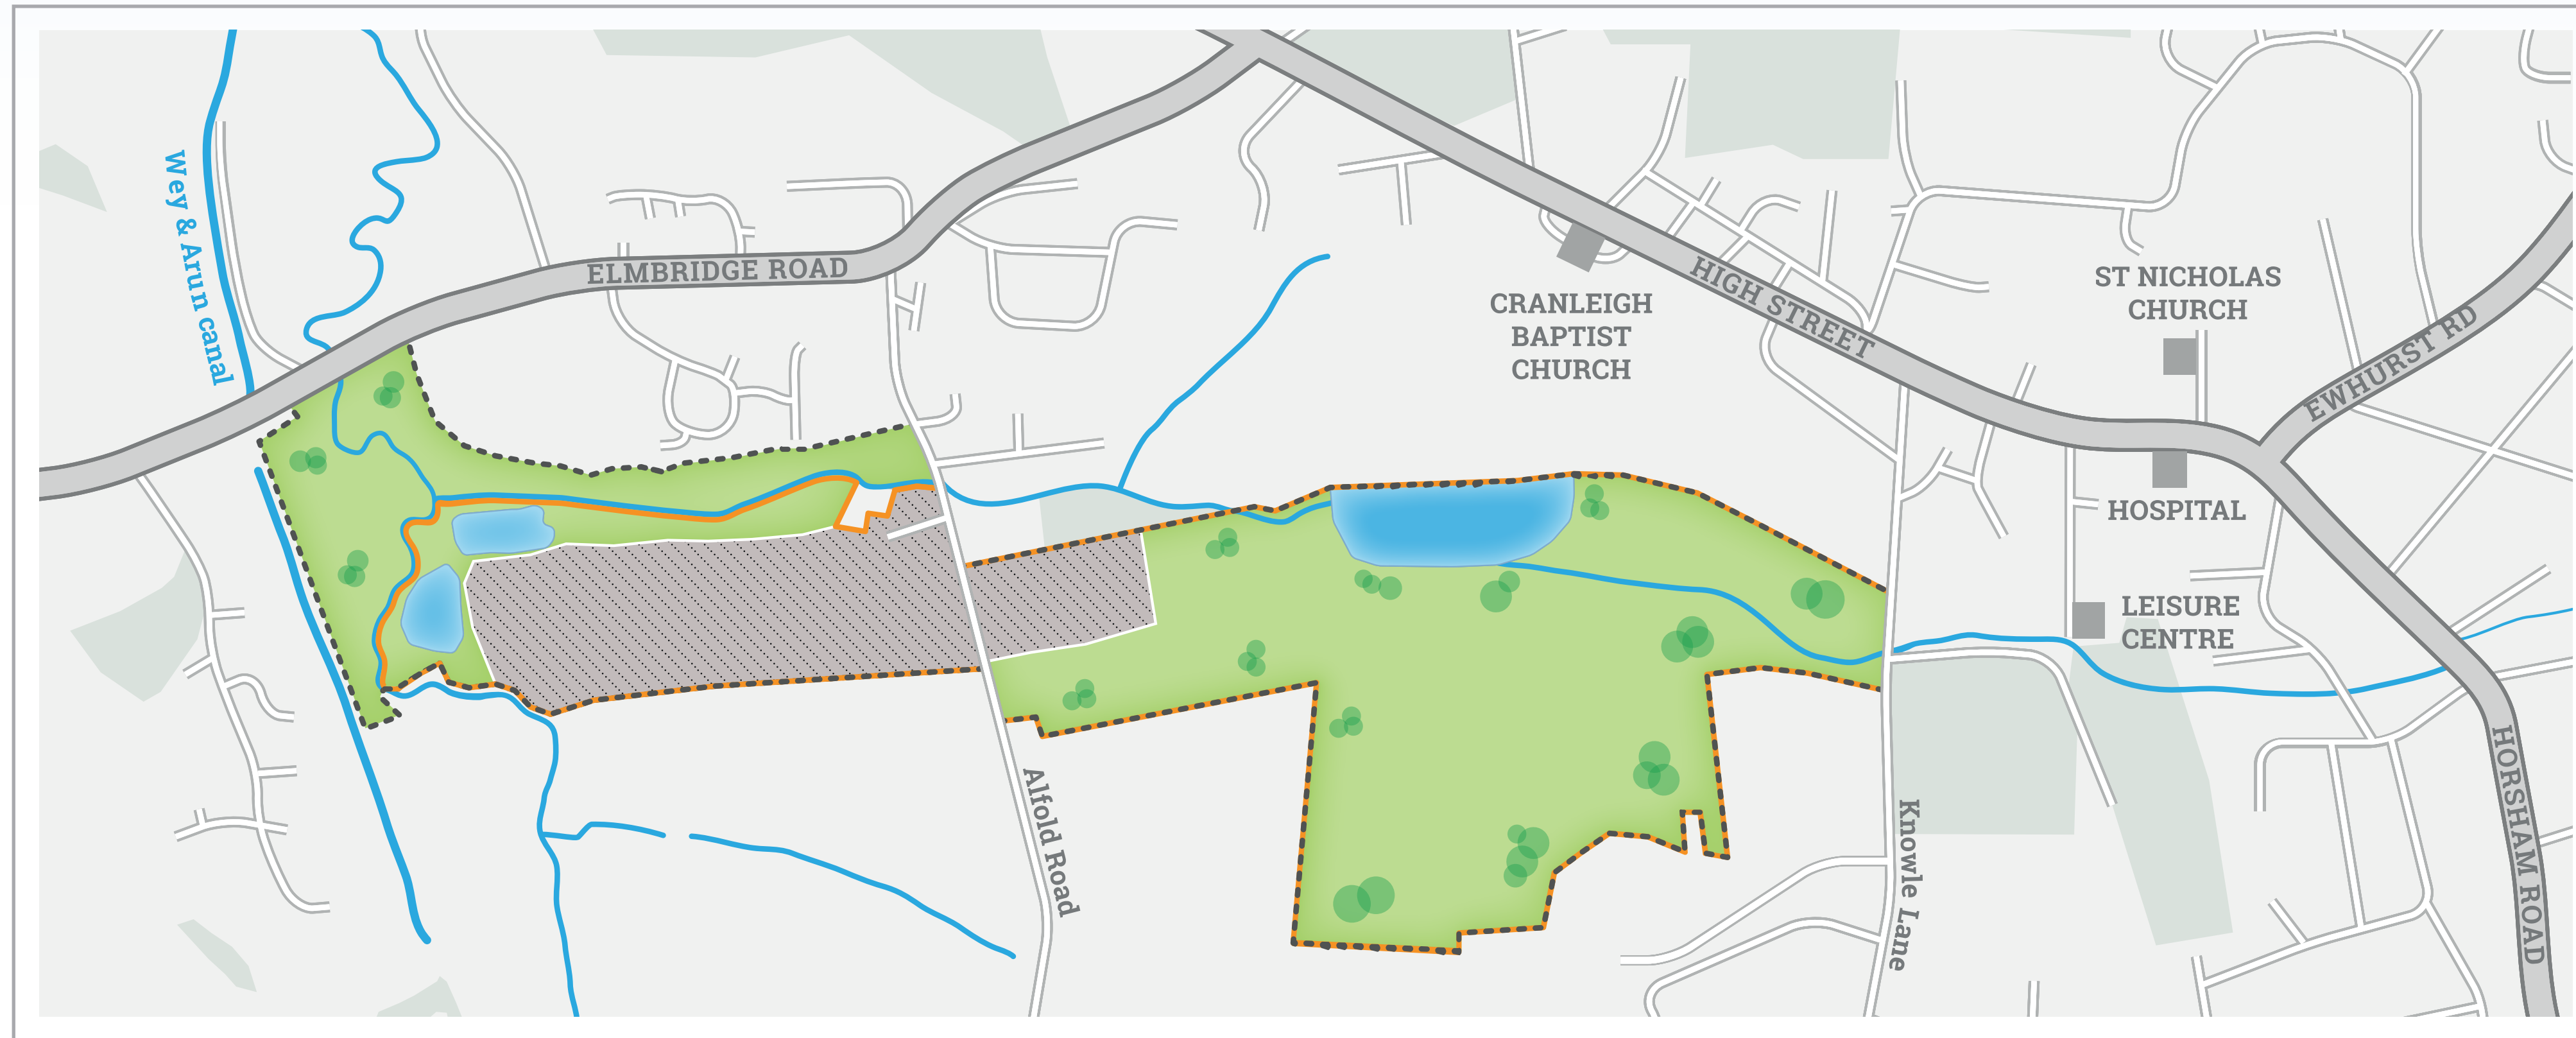 Wey & Arun canal
ELMBRIDGE ROAD
HIGH STREET
CRANLEIGH
BAPTIST
CHURCH
ST NICHOLAS
CHURCH
EWHURST RD
HOSPITAL
LEISURE
CENTRE
Alfold Road
Knowle Lane
HORSHAM ROAD